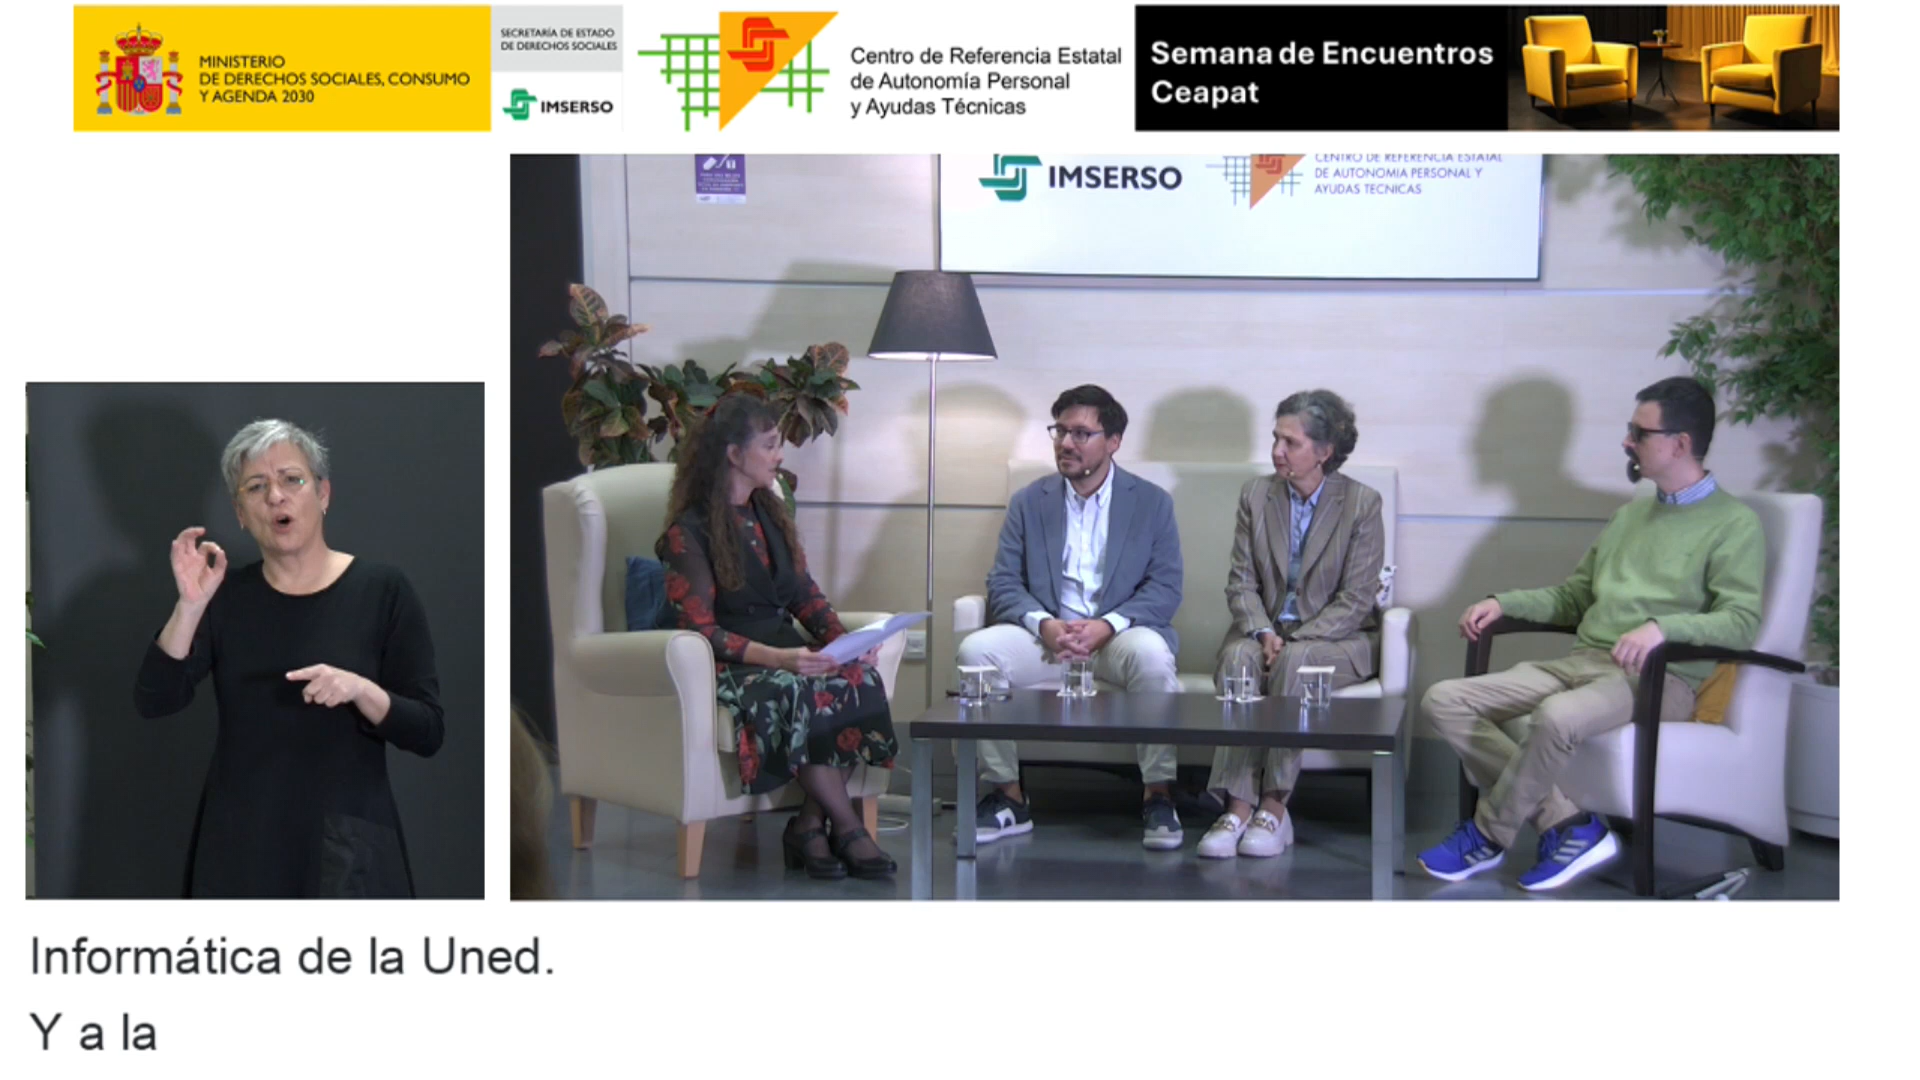 MINISTERIO
DE DERECHOS SOCIALES, CONSUMO
Y AGENDA 2030
SECRETARÍA DE ESTADO
DE DERECHOS SOCIALES
IMSERSO
Centro de Referencia Estatal
de Autonomía Personal
y Ayudas Técnicas
Semana de Encuentros
Ceapat
IMSERSO
CENTRO DE REFERENCIA ESTATAL
DE AUTONOMIA PERSONAL Y
AYUDAS TECNICAS
Informática de la Uned.
Y a la